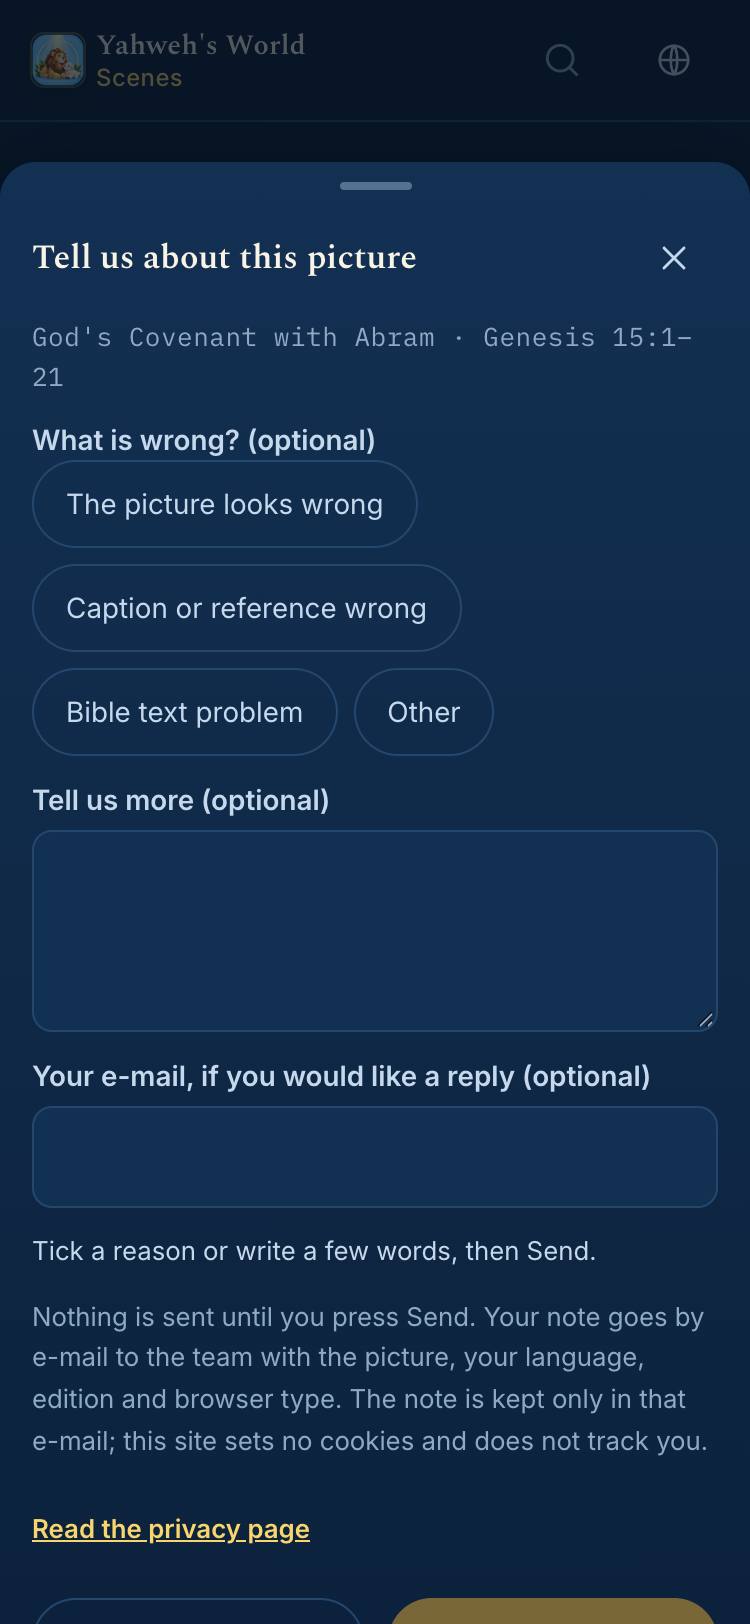 Yahweh's World
Scenes
Tell us about this picture
God's Covenant with Abram · Genesis 15:1–
21
What is wrong? (optional)
The picture looks wrong
Caption or reference wrong
Bible text problem
Other
Tell us more (optional)
Your e-mail, if you would like a reply (optional)
Tick a reason or write a few words, then Send.
Nothing is sent until you press Send. Your note goes by
e-mail to the team with the picture, your language,
edition and browser type. The note is kept only in that
e-mail; this site sets no cookies and does not track you.
Read the privacy page